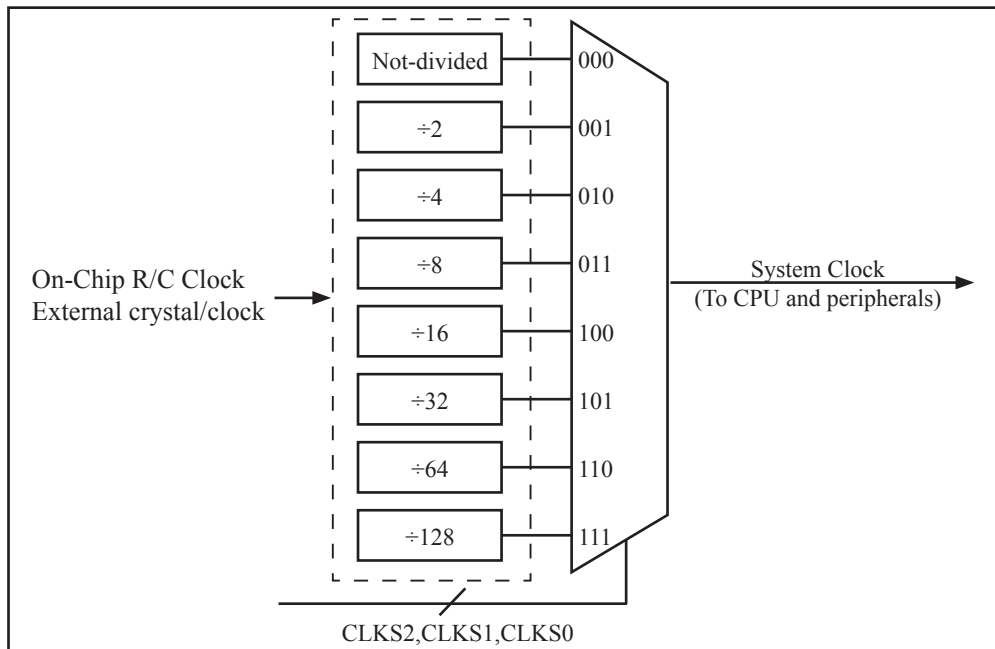 Not-divided
000
÷2
001
÷4
010
÷8
011
On-Chip R/C Clock
External crystal/clock
System Clock
(To CPU and peripherals)
÷16
100
÷32
101
÷64
110
÷128
111
CLKS2,CLKS1,CLKS0